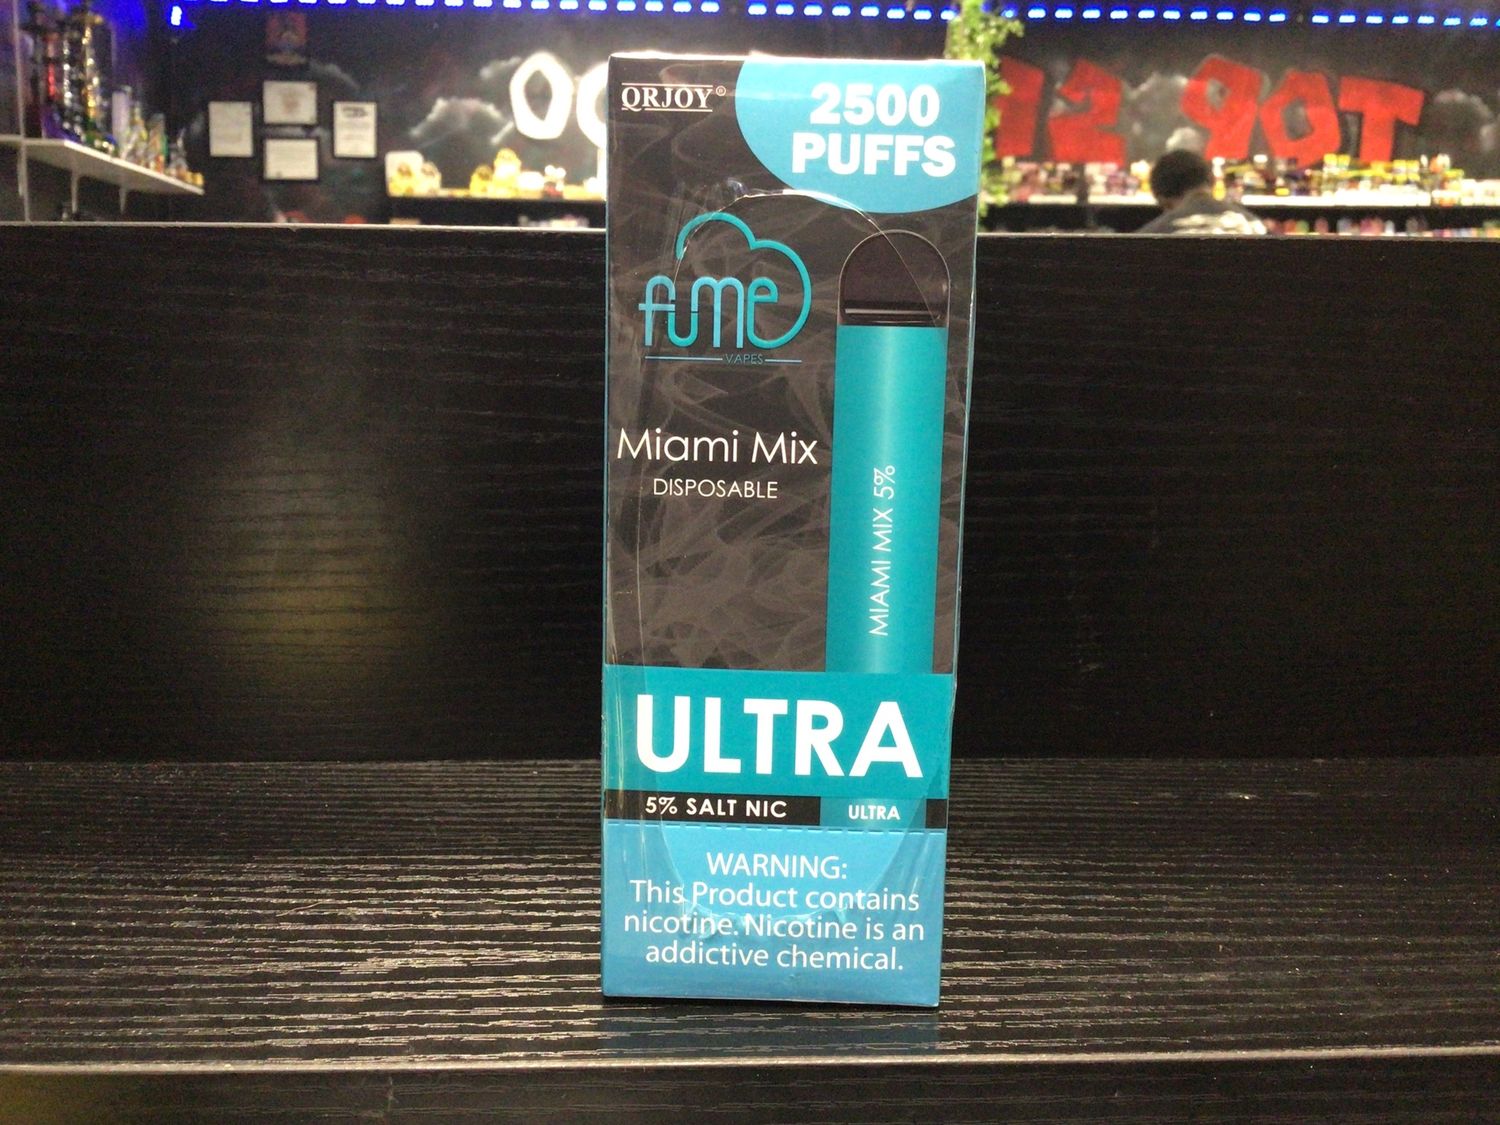 QRJOY®
2500
PUFFS
fume
VAPES
Miami Mix
DISPOSABLE
MIAMI MIX 5%
ULTRA
5% SALT NIC
ULTRA
WARNING:
This Product contains
nicotine. Nicotine is an
addictive chemical.